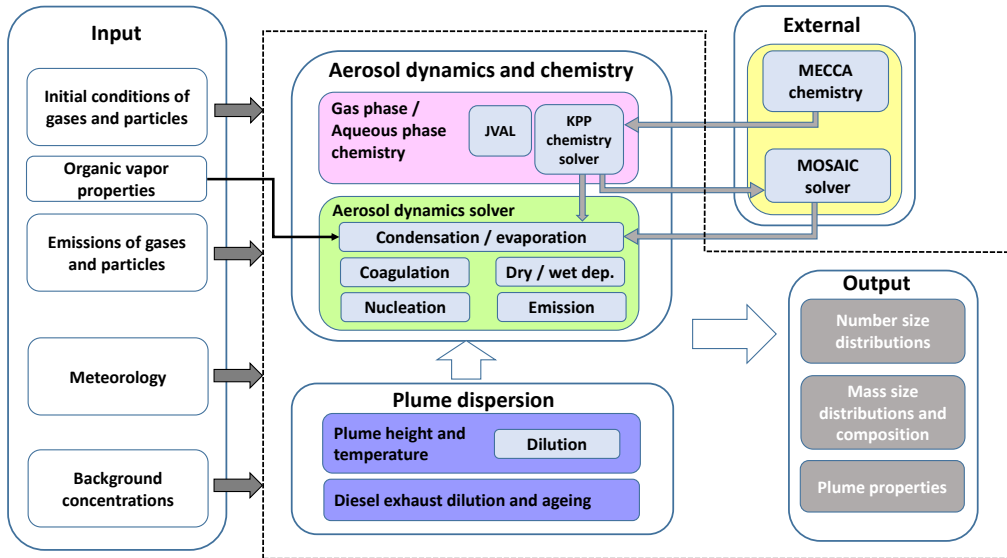 Input
Initial conditions of
gases and particles
Organic vapor
properties
Emissions of gases
and particles
Meteorology
Background
concentrations
Aerosol dynamics and chemistry
Gas phase /
Aqueous phase
chemistry
JVAL
KPP
chemistry
solver
Aerosol dynamics solver
Condensation / evaporation
Coagulation
Dry / wet dep.
Nucleation
Emission
Plume dispersion
Plume height and
temperature
Dilution
Diesel exhaust dilution and ageing
External
MECCA
chemistry
MOSAIC
solver
Output
Number size
distributions
Mass size
distributions and
composition
Plume properties